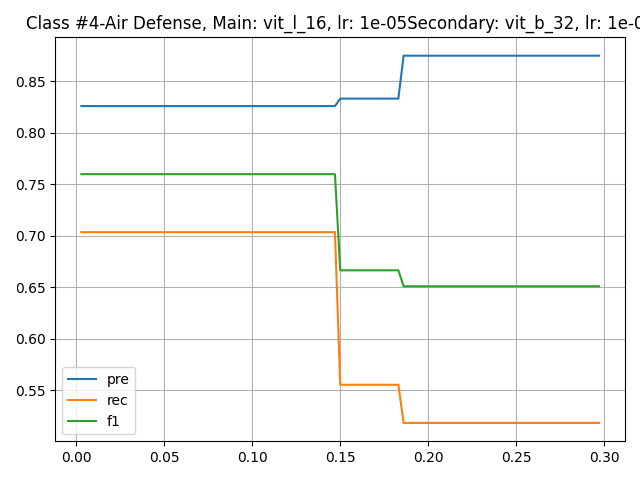 Class #4-Air Defense, Main: vit_l_16, lr: 1e-05Secondary: vit_b_32, lr: 1e-0
0.85
0.80
0.75
0.70
0.65
0.60
0.55
pre
rec
f1
0.00 0.05 0.10 0.15 0.20 0.25 0.30